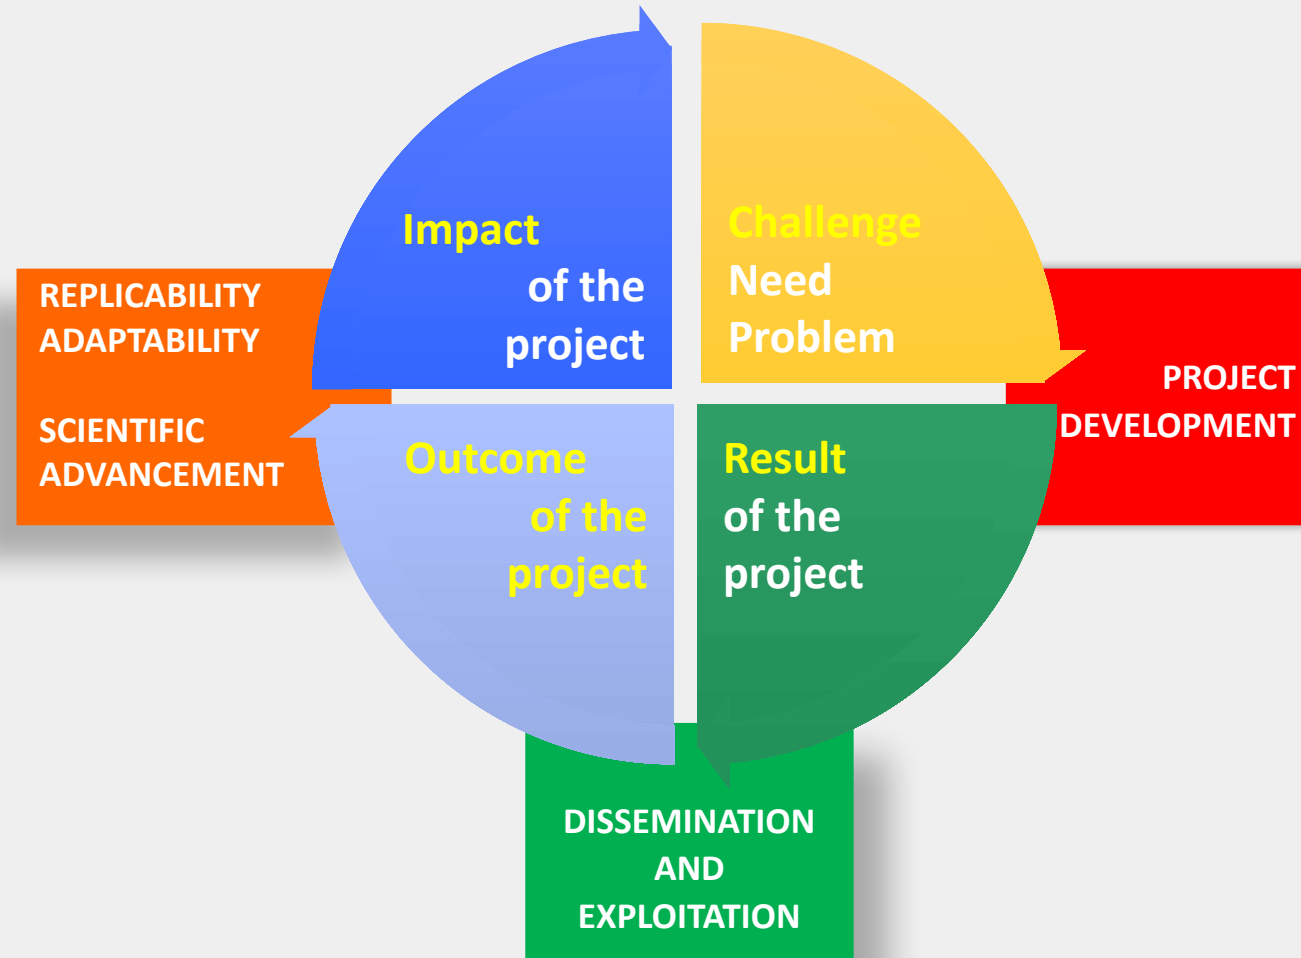 Impact
of the
project
Challenge
Need
Problem
REPLICABILITY
ADAPTABILITY
SCIENTIFIC
ADVANCEMENT
PROJECT
DEVELOPMENT
Outcome
of the
project
Result
of the
project
DISSEMINATION
AND
EXPLOITATION